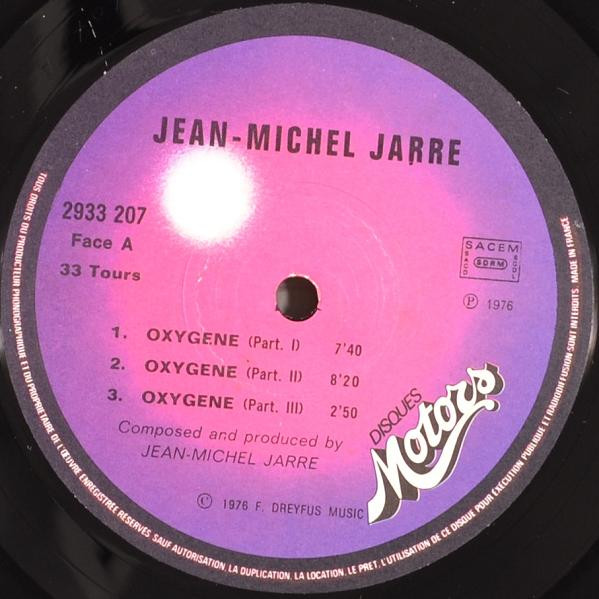 JEAN-MICHEL JARRE
2933 207
Face A
33 Tours
SACEM
SACD
SDRM
SGDL
Ⓟ 1976
1. OXYGENE (Part. I) 7'40
2. OXYGENE (Part. II) 8'20
3. OXYGENE (Part. III) 2'50
Composed and produced by
JEAN-MICHEL JARRE
DISQUES
Motors
© 1976 F. DREYFUS MUSIC
TOUS DROITS DU PRODUCTEUR PHONOGRAPHIQUE ET DU PROPRIETAIRE DE L'ŒUVRE ENREGISTREE RESERVES. SAUF AUTORISATION, LA DUPLICATION, LA LOCATION, LE PRET, L'UTILISATION DE CE DISQUE POUR EXECUTION PUBLIQUE ET RADIODIFFUSION SONT INTERDITS. MADE IN FRANCE